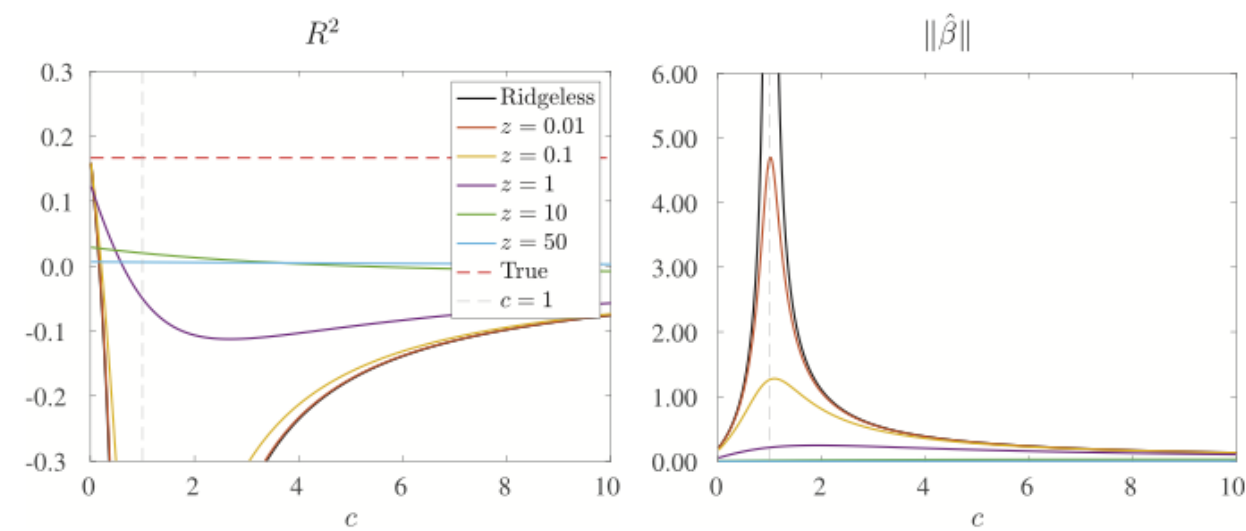 R²
0.3
0.2
0.1
0.0
-0.1
-0.2
-0.3
0 2 4 6 8 10
c
Ridgeless
z = 0.01
z = 0.1
z = 1
z = 10
z = 50
True
c = 1
‖β̂‖
6.00
5.00
4.00
3.00
2.00
1.00
0.00
0 2 4 6 8 10
c